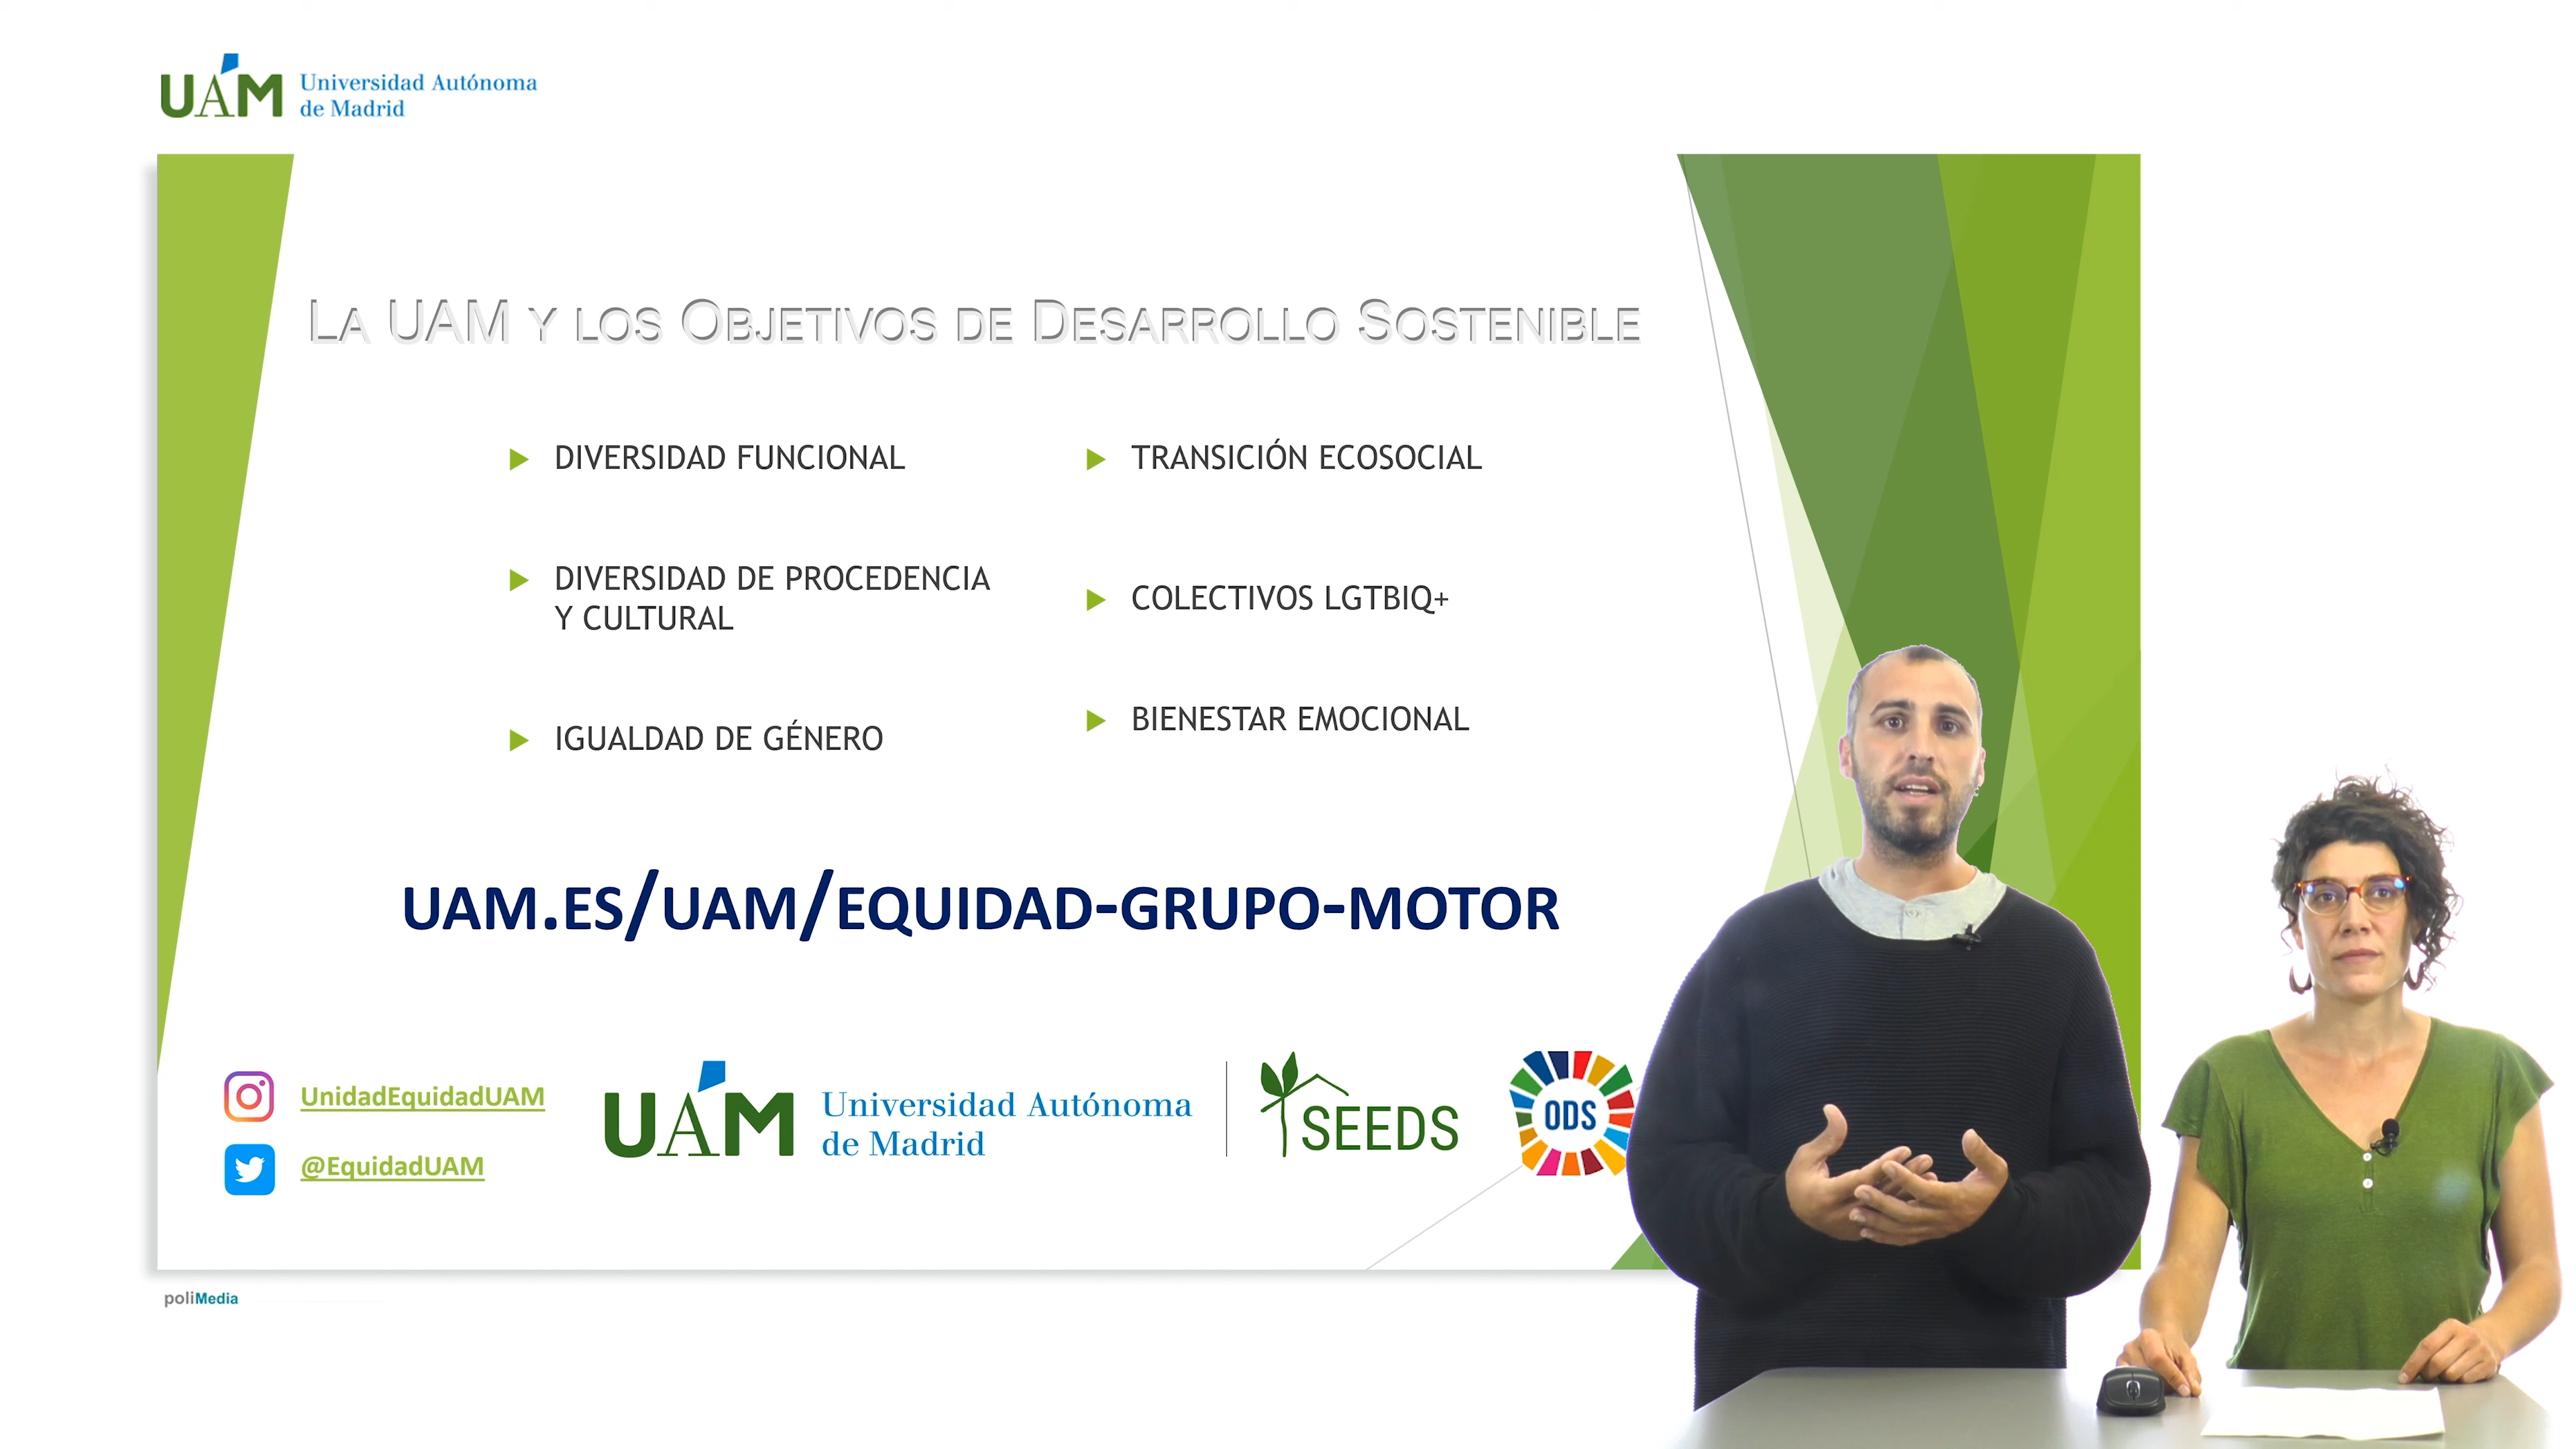 UAM Universidad Autónoma
de Madrid
LA UAM Y LOS OBJETIVOS DE DESARROLLO SOSTENIBLE
DIVERSIDAD FUNCIONAL
DIVERSIDAD DE PROCEDENCIA
Y CULTURAL
IGUALDAD DE GÉNERO
TRANSICIÓN ECOSOCIAL
COLECTIVOS LGTBIQ+
BIENESTAR EMOCIONAL
UAM.ES/UAM/EQUIDAD-GRUPO-MOTOR
UnidadEquidadUAM
@EquidadUAM
UAM Universidad Autónoma
de Madrid
SEEDS
ODS
poliMedia